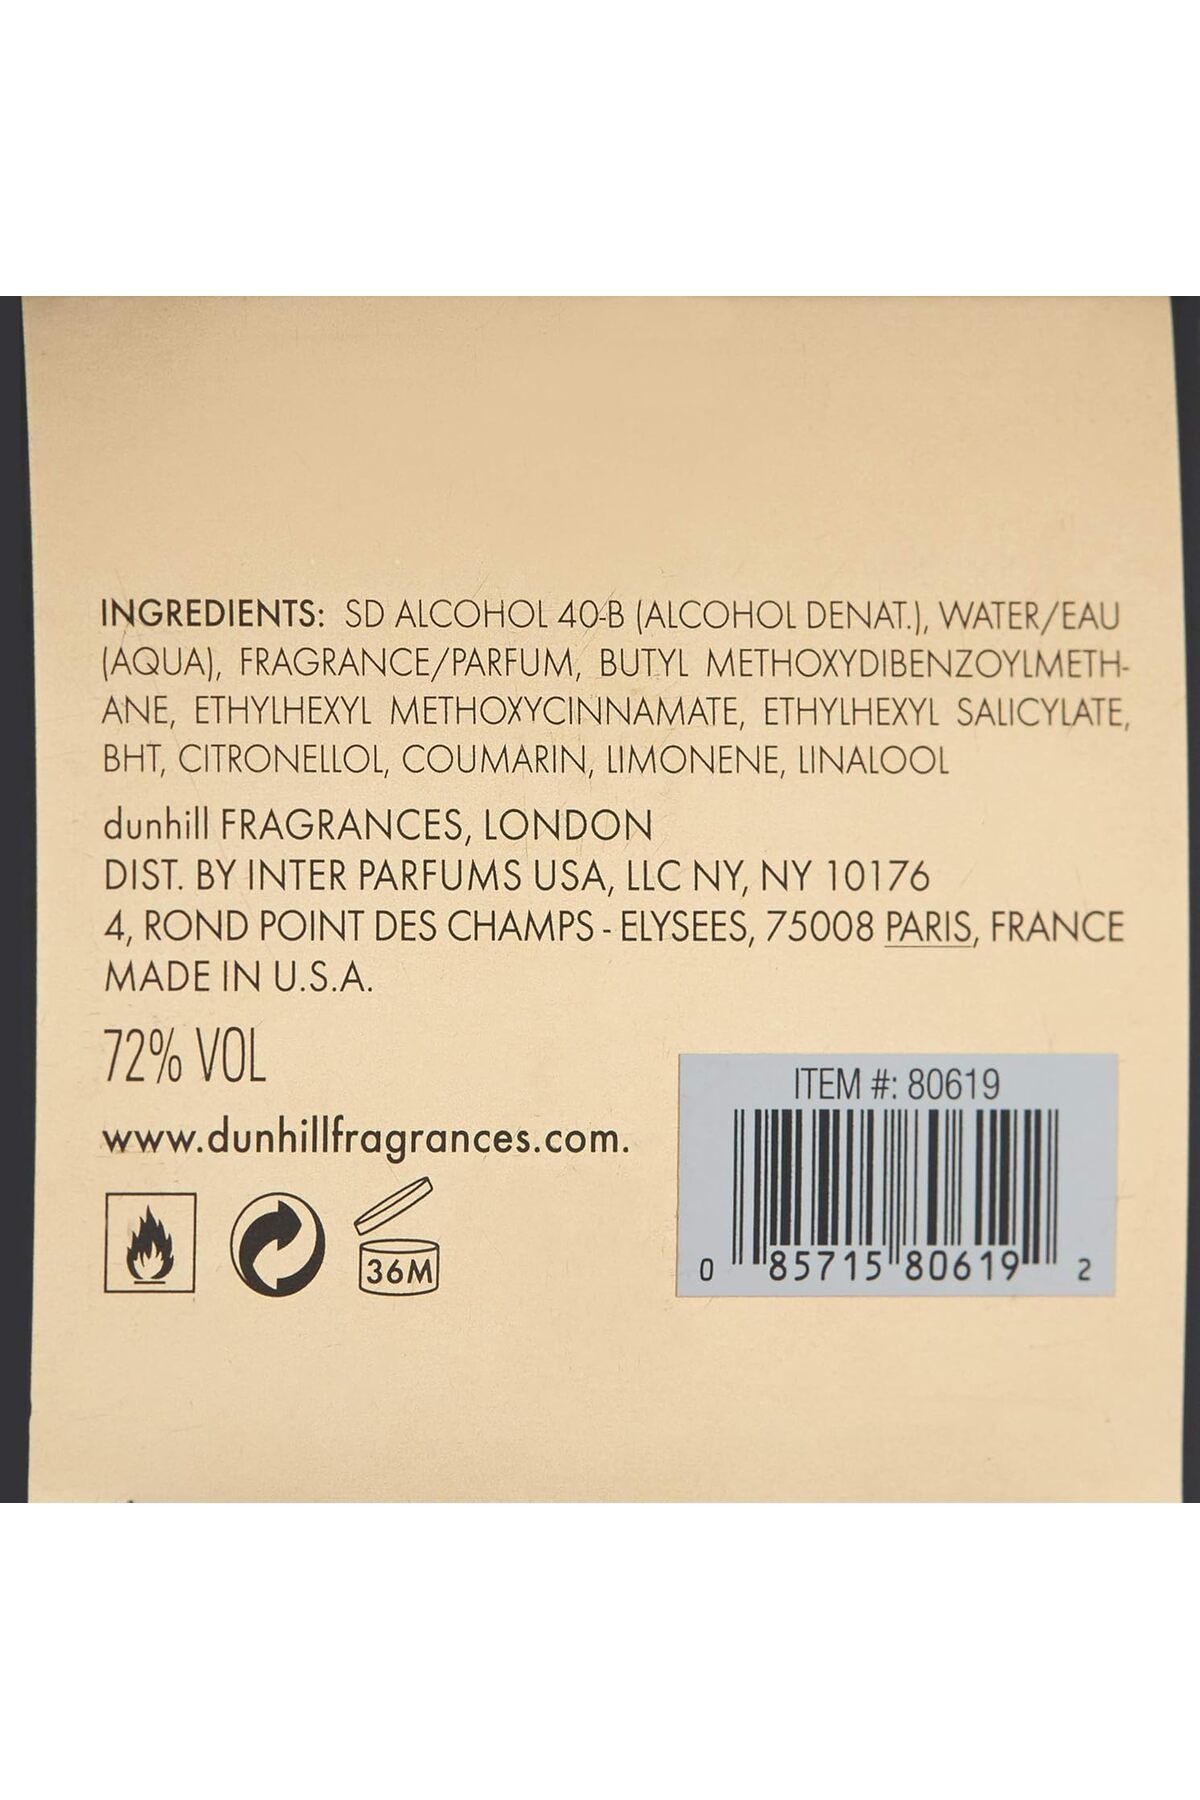 INGREDIENTS: SD ALCOHOL 40-B (ALCOHOL DENAT.), WATER/EAU
(AQUA), FRAGRANCE/PARFUM, BUTYL METHOXYDIBENZOYLMETH-
ANE, ETHYLHEXYL METHOXYCINNAMATE, ETHYLHEXYL SALICYLATE,
BHT, CITRONELLOL, COUMARIN, LIMONENE, LINALOOL
dunhill FRAGRANCES, LONDON
DIST. BY INTER PARFUMS USA, LLC NY, NY 10176
4, ROND POINT DES CHAMPS - ELYSEES, 75008 PARIS, FRANCE
MADE IN U.S.A.
72% VOL
www.dunhillfragrances.com.
36M
ITEM #: 80619
0 85715 80619 2